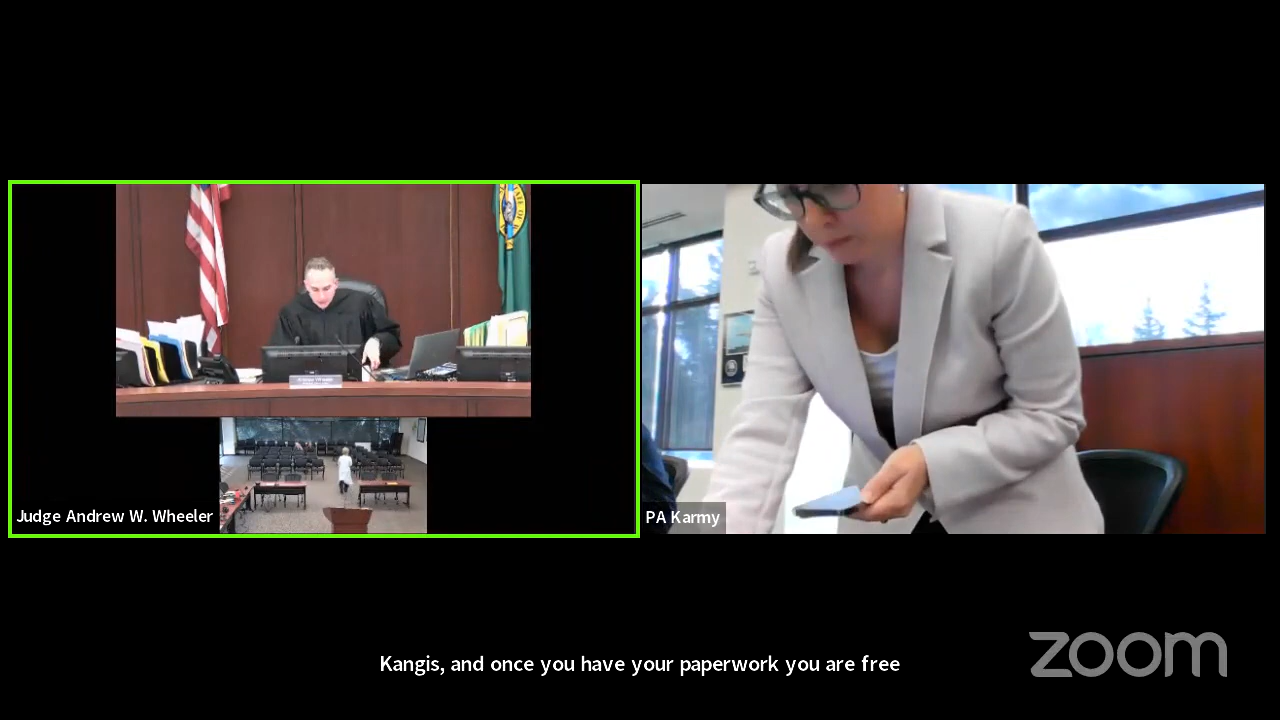 Judge Andrew W. Wheeler
PA Karmy
Kangis, and once you have your paperwork you are free
zoom